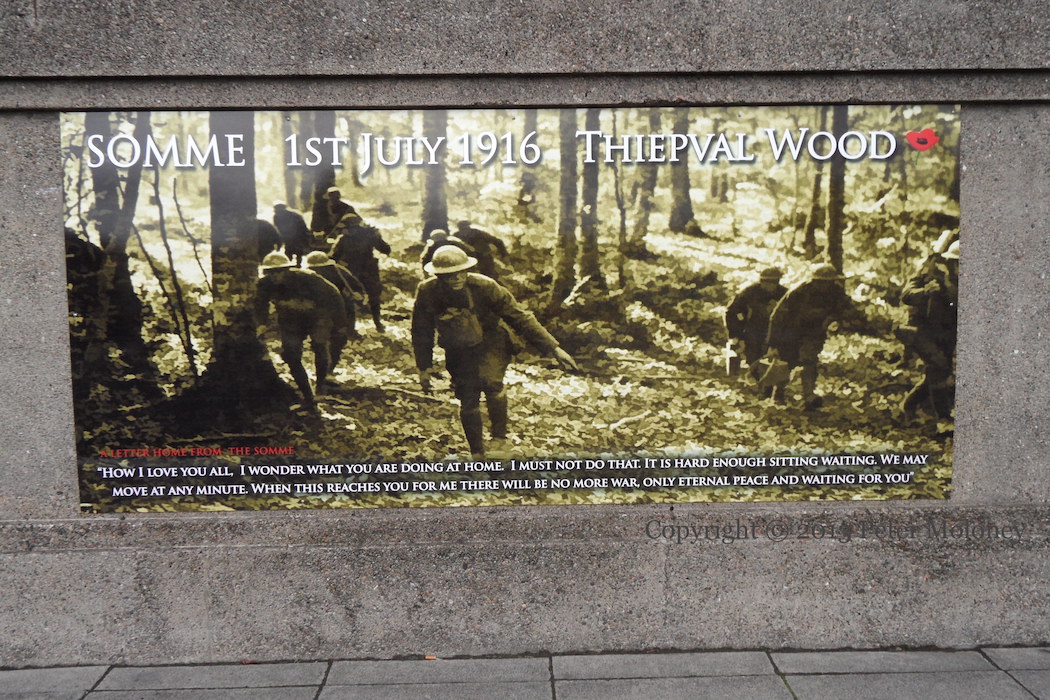 SOMME 1ST JULY 1916 THIEPVAL WOOD
A LETTER HOME FROM THE SOMME
"HOW I LOVE YOU ALL, I WONDER WHAT YOU ARE DOING AT HOME. I MUST NOT DO THAT. IT IS HARD ENOUGH SITTING WAITING. WE MAY
MOVE AT ANY MINUTE. WHEN THIS REACHES YOU FOR ME THERE WILL BE NO MORE WAR, ONLY ETERNAL PEACE AND WAITING FOR YOU"
Copyright © Peter Moloney